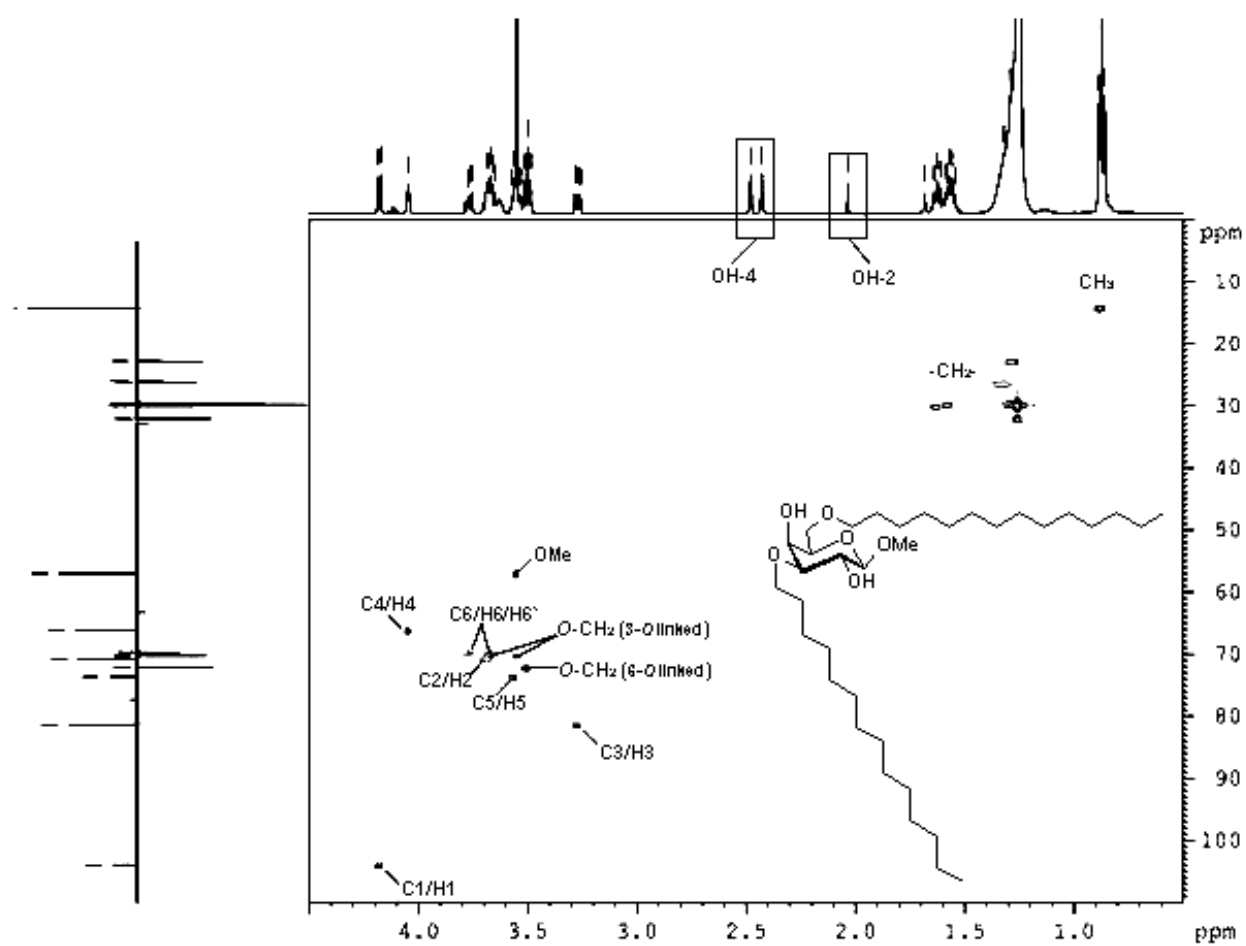 ppm
OH-4
OH-2
CH₃
10
20
-CH₂-
30
40
OH
O
O
OMe
50
OMe
O
OH
C4/H4
C6/H6/H6`
O-CH₂ (3-O linked)
60
C2/H2
O-CH₂ (6-O linked)
70
C5/H5
C3/H3
80
90
100
C1/H1
4.0
3.5
3.0
2.5
2.0
1.5
1.0
ppm